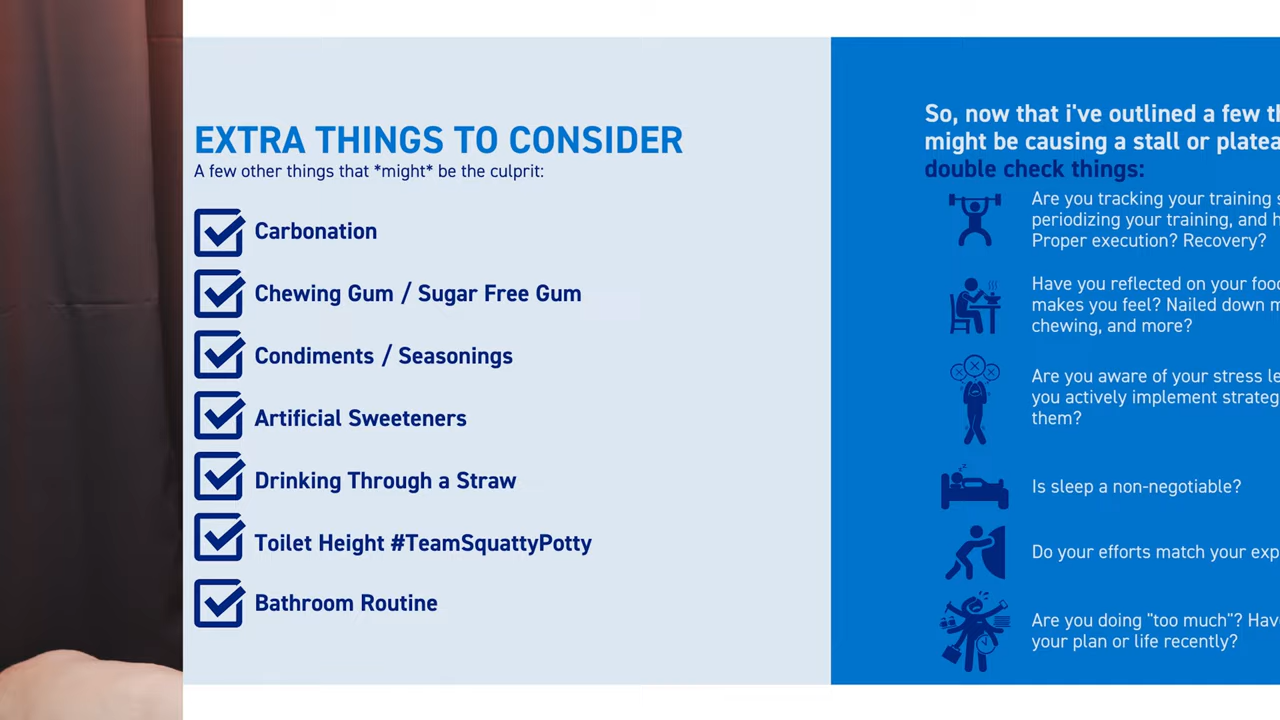 EXTRA THINGS TO CONSIDER
A few other things that *might* be the culprit:
Carbonation
Chewing Gum / Sugar Free Gum
Condiments / Seasonings
Artificial Sweeteners
Drinking Through a Straw
Toilet Height #TeamSquattyPotty
Bathroom Routine
So, now that i've outlined a few
might be causing a stall or
double check things:
Are you tracking your training
periodizing your training, and
Proper execution? Recovery?
Have you reflected on your
makes you feel? Nailed down
chewing, and more?
Are you aware of your stress
you actively implement
them?
Is sleep a non-negotiable?
Do your efforts match your
Are you doing "too much"?
your plan or life recently?